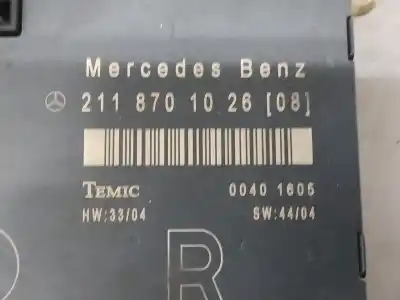 Mercedes Benz
211 870 10 26 [08]
TEMIC 0040 1605
HW:33/04 SW:44/04
R